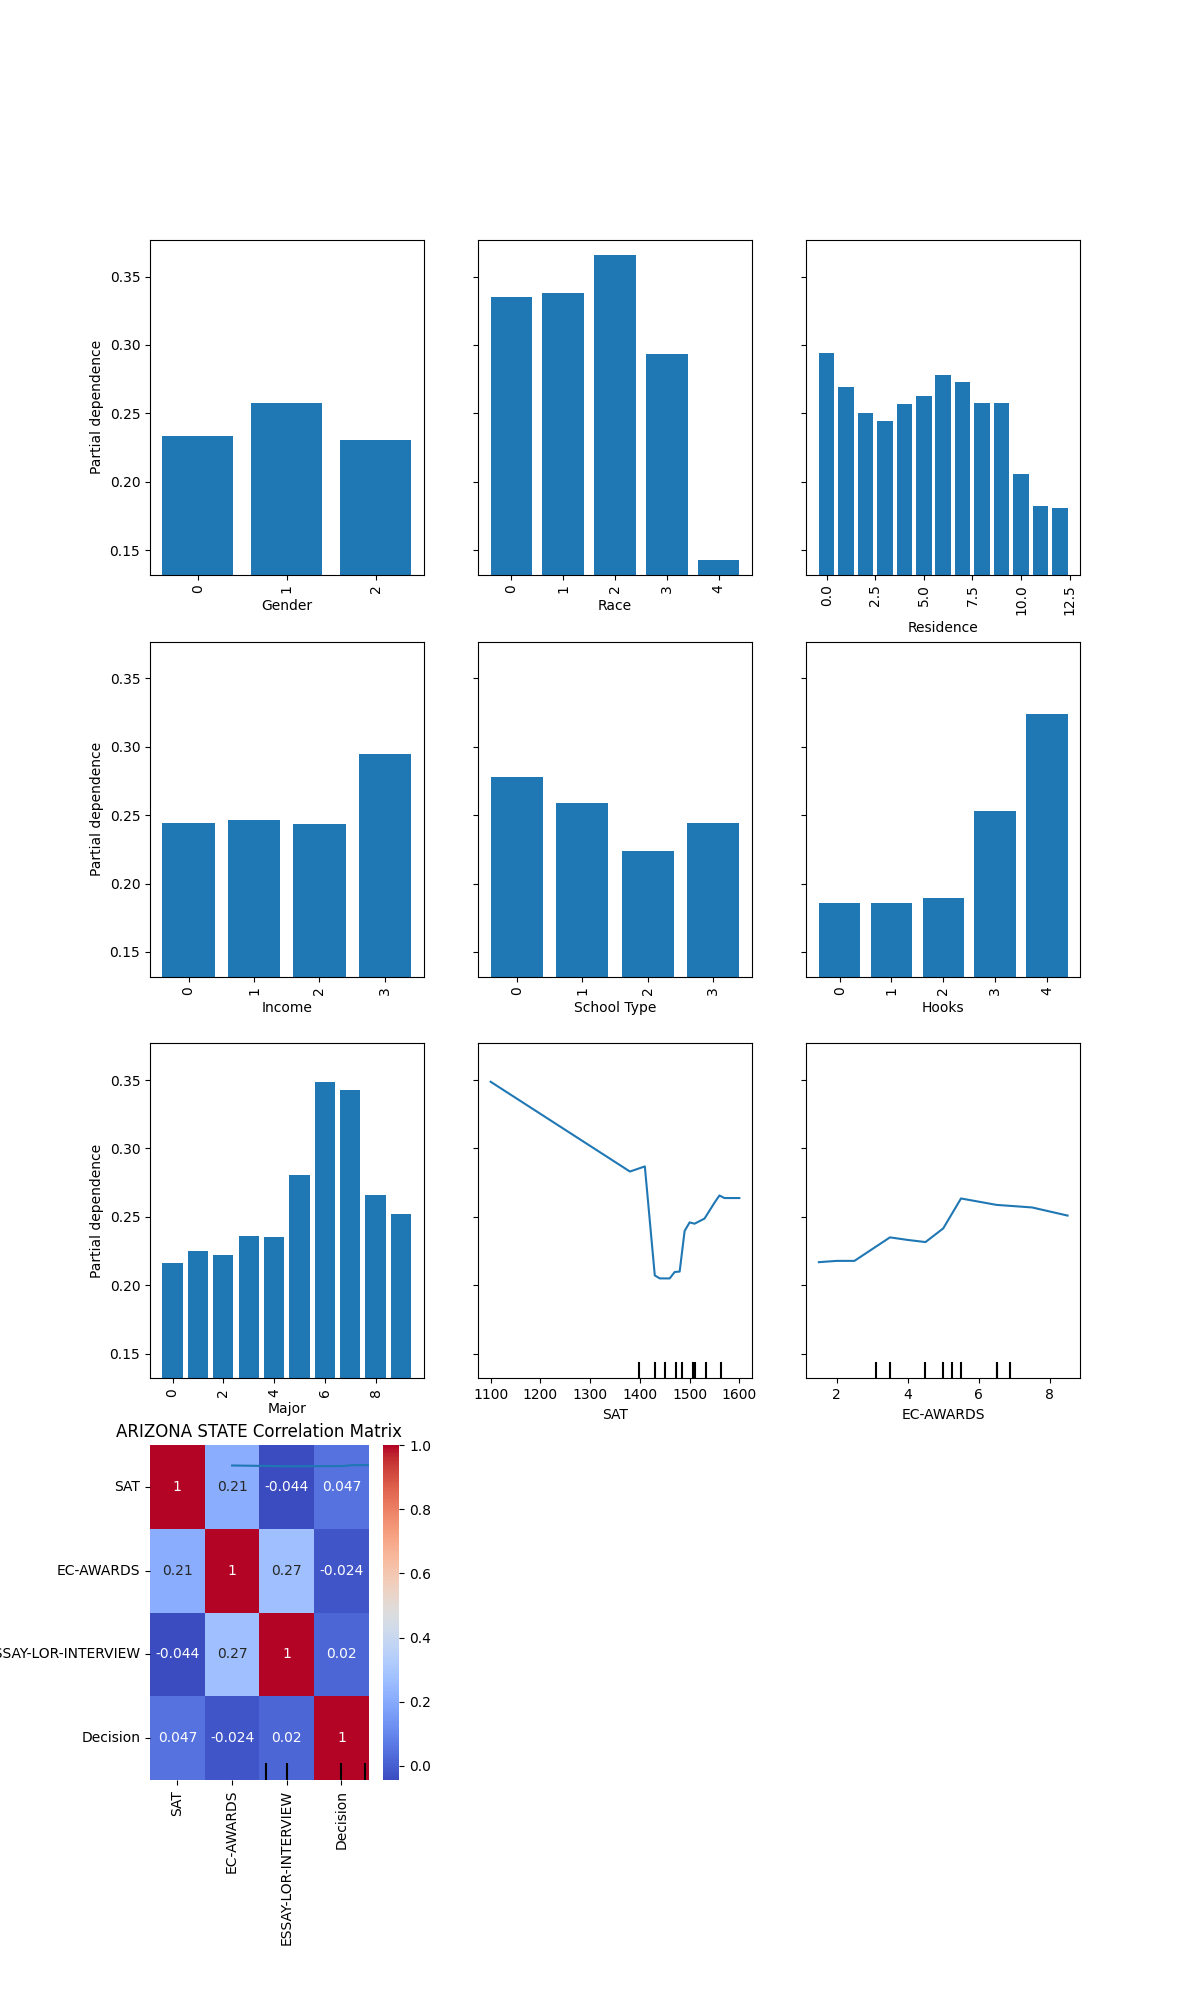 0.35
0.30
0.25
0.20
0.15
Partial dependence
0 1 2
Gender
0 1 2 3 4
Race
0.0 2.5 5.0 7.5 10.0 12.5
Residence
0.35
0.30
0.25
0.20
0.15
Partial dependence
0 1 2 3
Income
0 1 2 3
School Type
0 1 2 3 4
Hooks
0.35
0.30
0.25
0.20
0.15
Partial dependence
0 2 4 6 8
Major
1100 1200 1300 1400 1500 1600
SAT
2 4 6 8
EC-AWARDS
ARIZONA STATE Correlation Matrix
SAT 1 0.21 -0.044 0.047
EC-AWARDS 0.21 1 0.27 -0.024
SSAY-LOR-INTERVIEW -0.044 0.27 1 0.02
Decision 0.047 -0.024 0.02 1
SAT EC-AWARDS ESSAY-LOR-INTERVIEW Decision
1.0
0.8
0.6
0.4
0.2
0.0